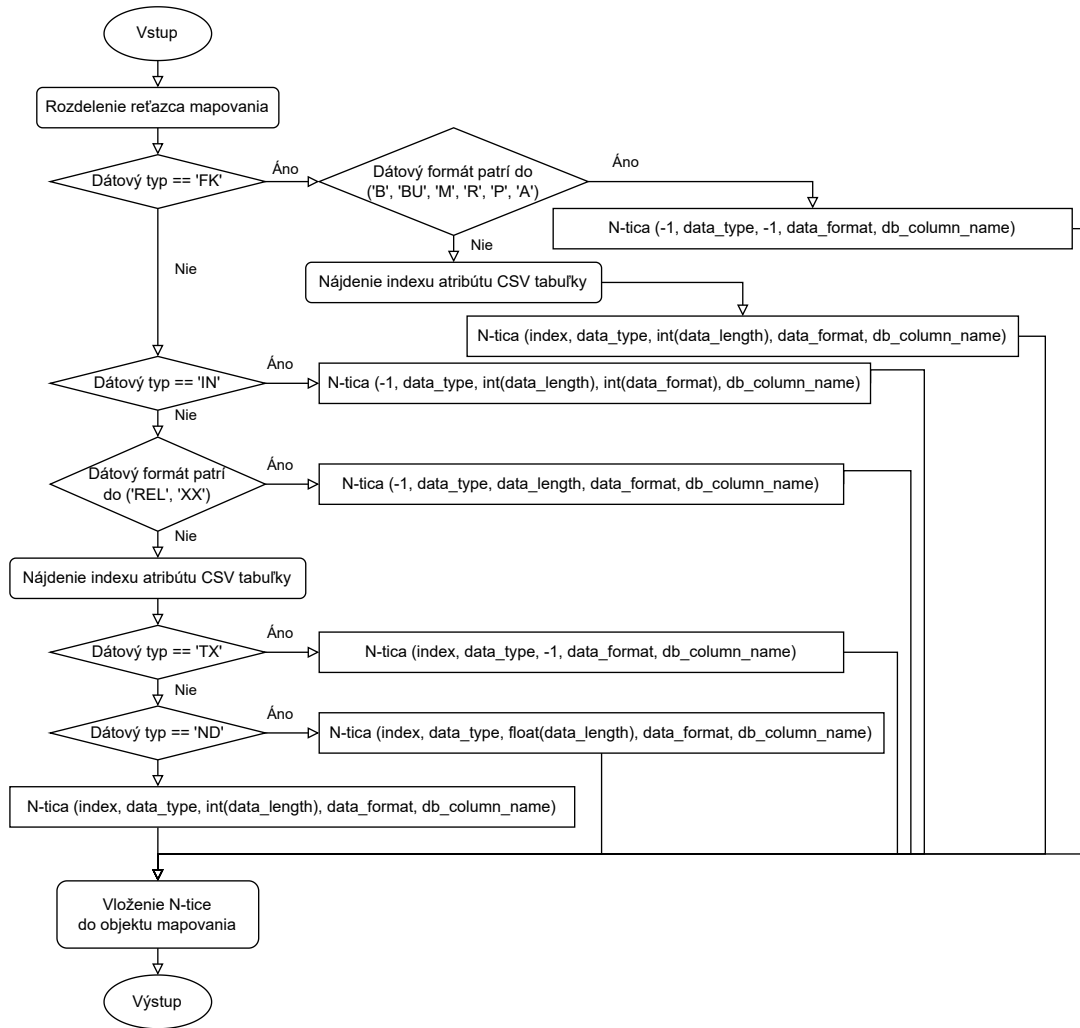 Vstup
Rozdelenie reťazca mapovania
Dátový typ == 'FK'
Áno
Dátový formát patrí do
('B', 'BU', 'M', 'R', 'P', 'A')
Áno
N-tica (-1, data_type, -1, data_format, db_column_name)
Nie
Nie
Nájdenie indexu atribútu CSV tabuľky
N-tica (index, data_type, int(data_length), data_format, db_column_name)
Dátový typ == 'IN'
Áno
N-tica (-1, data_type, int(data_length), int(data_format), db_column_name)
Nie
Dátový formát patrí
do ('REL', 'XX')
Áno
N-tica (-1, data_type, data_length, data_format, db_column_name)
Nie
Nájdenie indexu atribútu CSV tabuľky
Dátový typ == 'TX'
Áno
N-tica (index, data_type, -1, data_format, db_column_name)
Nie
Dátový typ == 'ND'
Áno
N-tica (index, data_type, float(data_length), data_format, db_column_name)
N-tica (index, data_type, int(data_length), data_format, db_column_name)
Vloženie N-tice
do objektu mapovania
Výstup